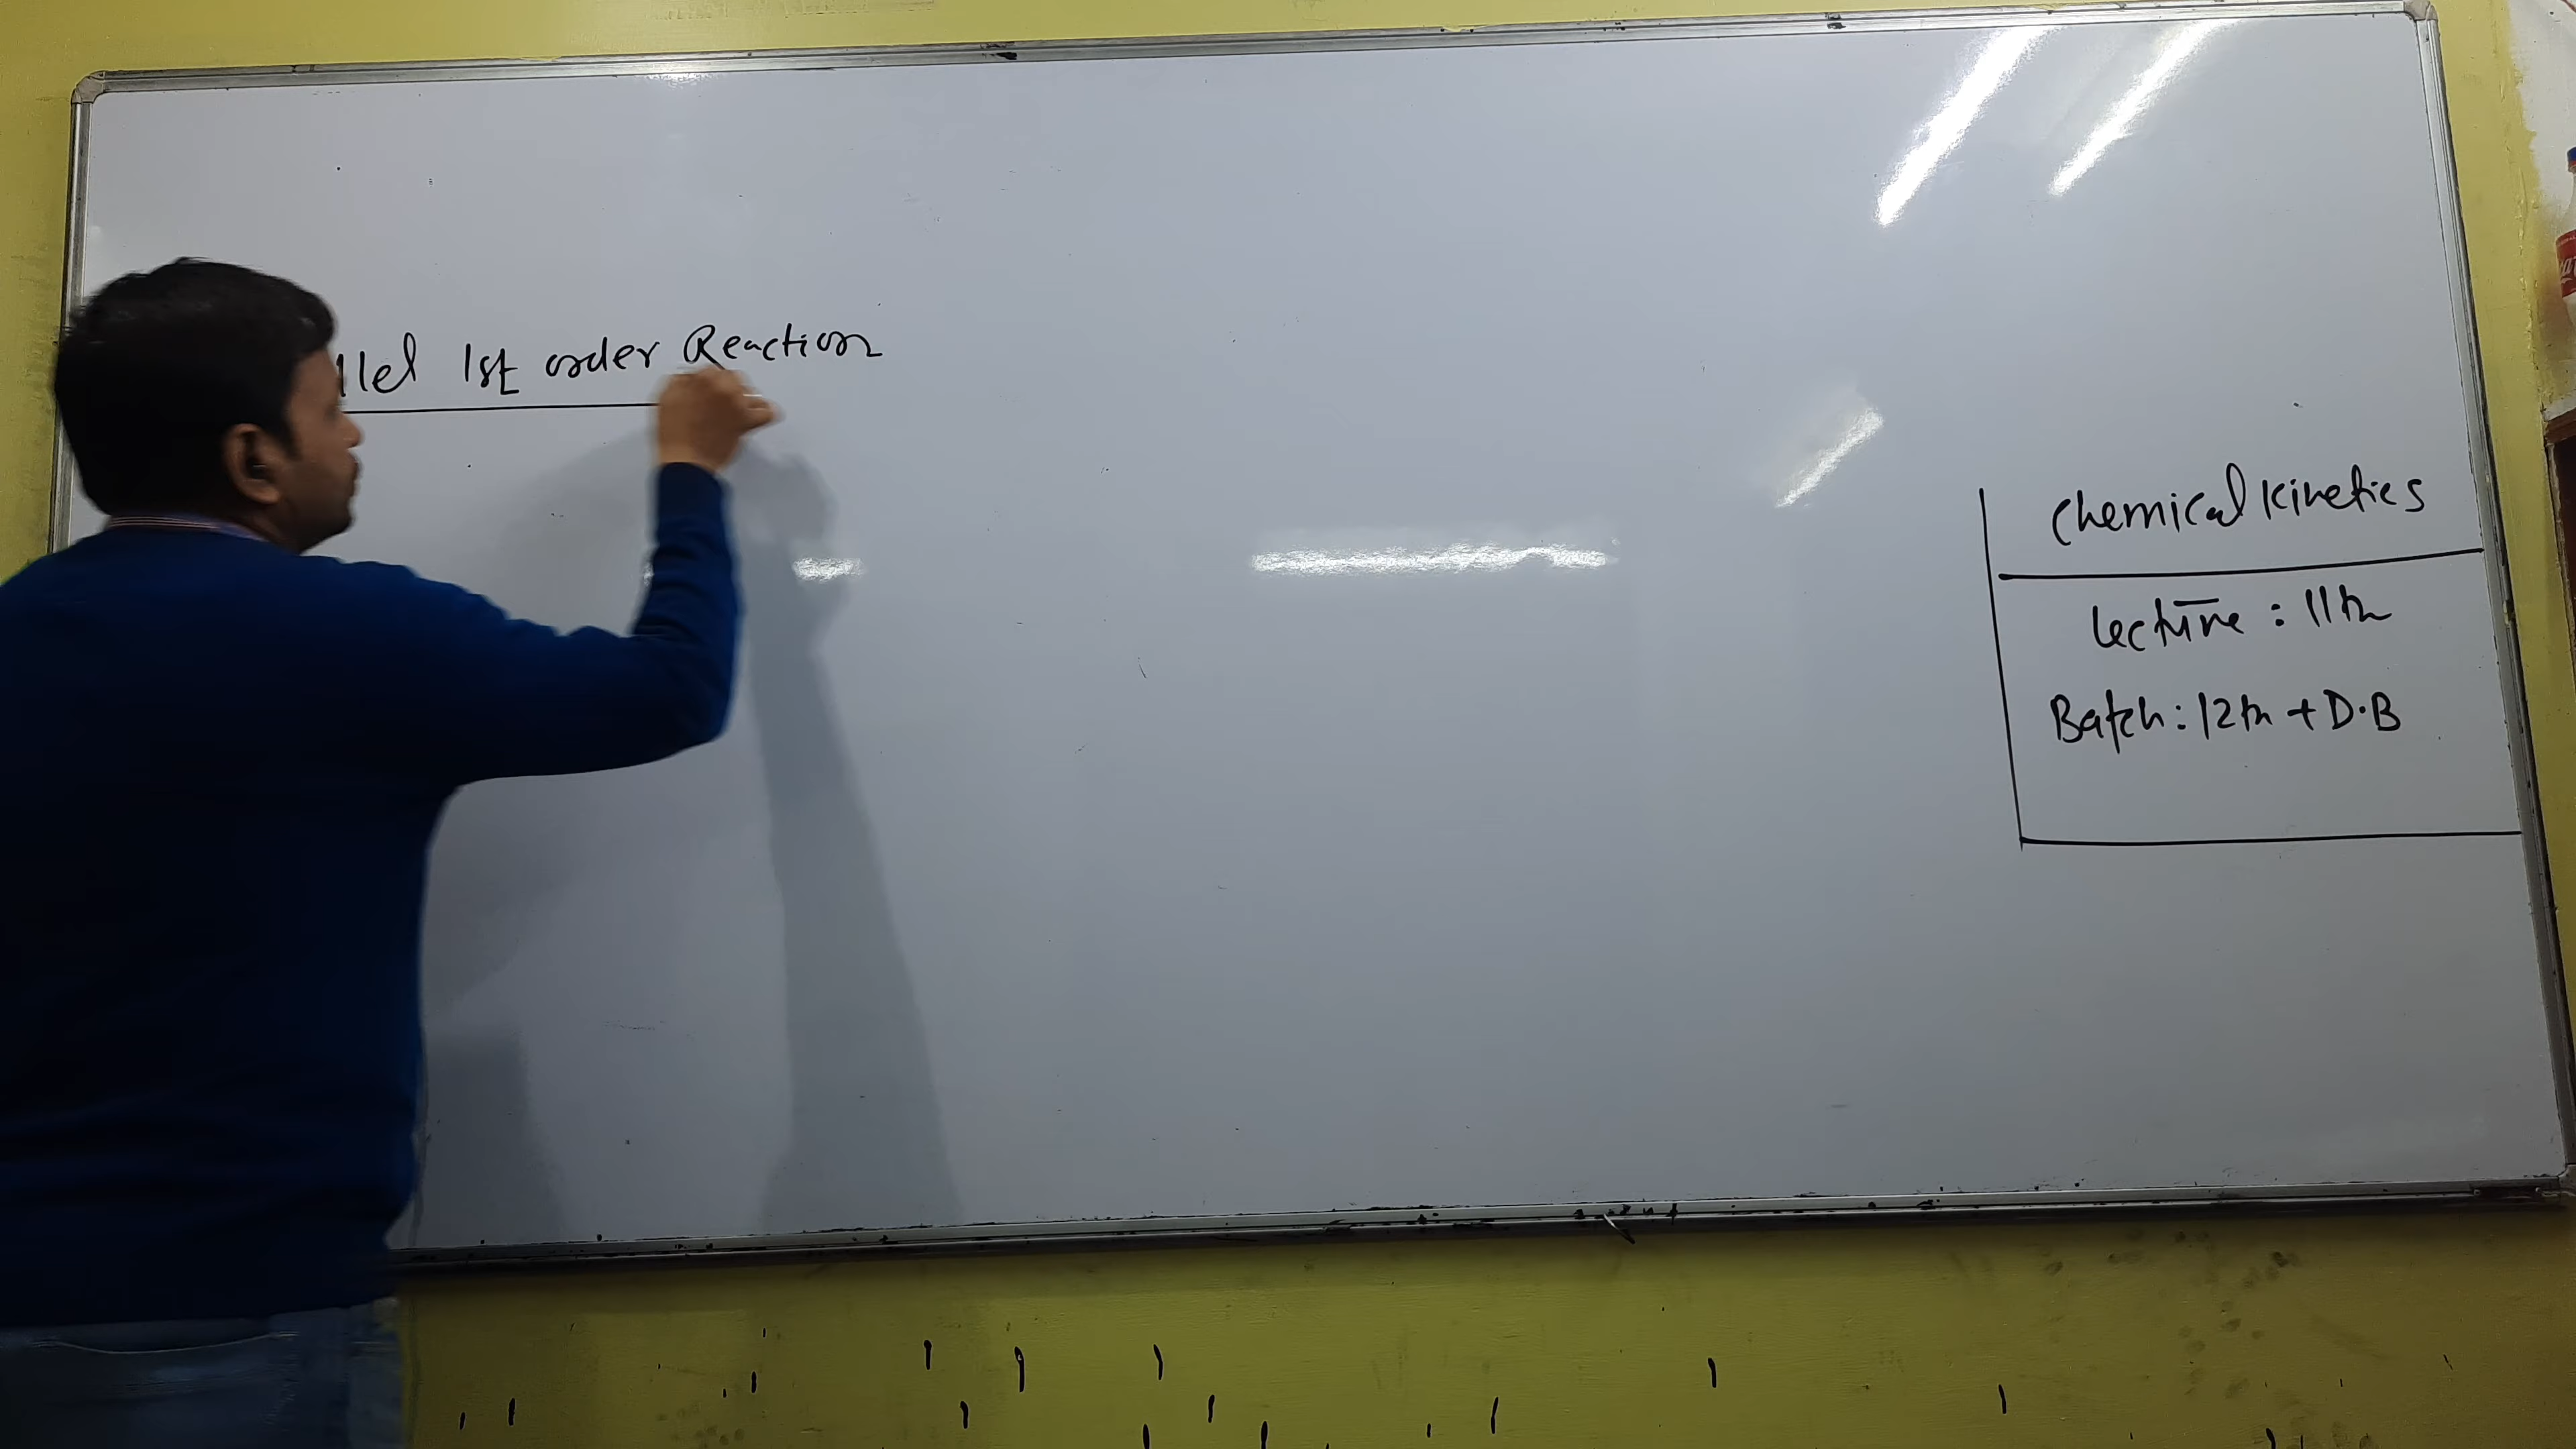 llel 1st order Reaction
Chemical Kinetics
Lecture : 11th
Batch : 12th + D.B